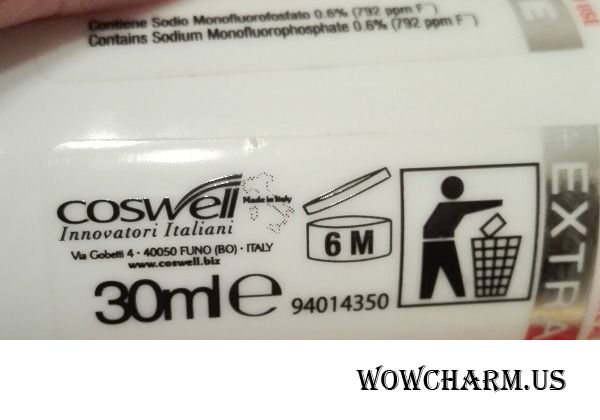 Contiene Sodio Monofluorofosfato 0.6% (792 ppm F⁻)
Contains Sodium Monofluorophosphate 0.6% (792 ppm F⁻)
E
USE
coswell
Made in Italy
Innovatori Italiani
Via Gobetti 4 · 40050 FUNO (BO) · ITALY
www.coswell.biz
30ml e
94014350
6 M
EXTRA
WOWCHARM.US